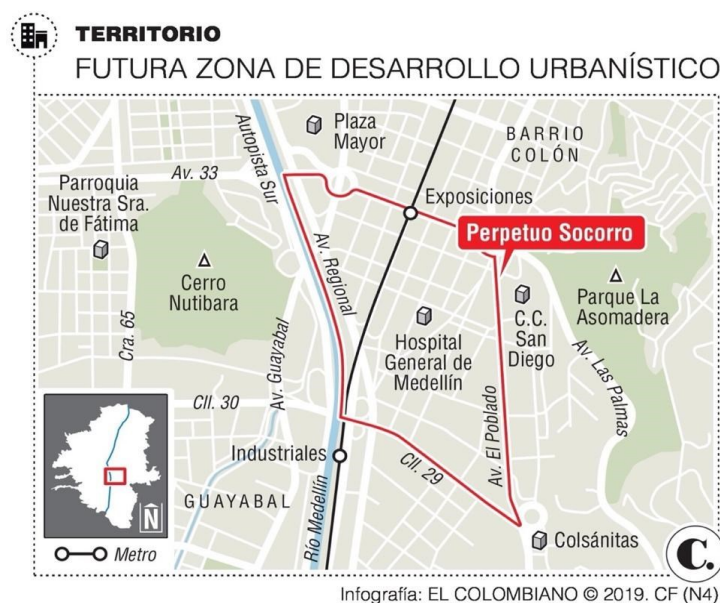 TERRITORIO
FUTURA ZONA DE DESARROLLO URBANÍSTICO
Plaza
Mayor
BARRIO
COLÓN
Autopista Sur
Av. 33
Parroquia
Nuestra Sra.
de Fátima
Exposiciones
Perpetuo Socorro
Av. Regional
Cerro
Nutibara
Parque La
Asomadera
C.C.
San
Diego
Hospital
General de
Medellín
Cra. 65
Av. Guayabal
Av. Las Palmas
Cll. 30
Av. El Poblado
Industriales
Cll. 29
GUAYABAL
Río Medellín
N
Colsánitas
Metro
C.
Infografía: EL COLOMBIANO © 2019. CF (N4)